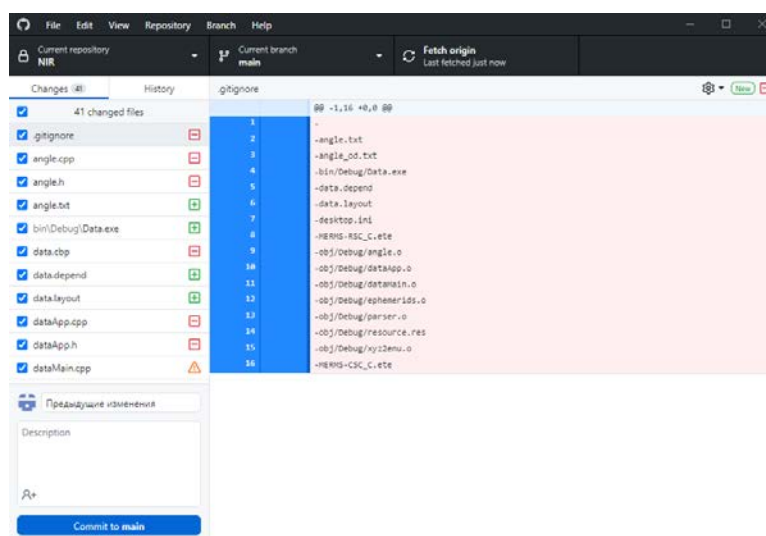 File Edit View Repository Branch Help
Current repository
NIR
Current branch
main
Fetch origin
Last fetched just now
Changes 41
History
.gitignore
New
41 changed files
@@ -1,16 +0,0 @@
.gitignore
angle.cpp
angle.h
angle.txt
bin\Debug\Data.exe
data.cbp
data.depend
data.layout
dataApp.cpp
dataApp.h
dataMain.cpp
1 -
2 -angle.txt
3 -angle_od.txt
4 -bin/Debug/Data.exe
5 -data.depend
6 -data.layout
7 -desktop.ini
8 -MERMS-RSC_C.ete
9 -obj/Debug/angle.o
10 -obj/Debug/dataApp.o
11 -obj/Debug/dataMain.o
12 -obj/Debug/ephemerids.o
13 -obj/Debug/parser.o
14 -obj/Debug/resource.res
15 -obj/Debug/xyz2enu.o
16 -MERMS-CSC_C.ete
Предыдущие изменения
Description
Commit to main